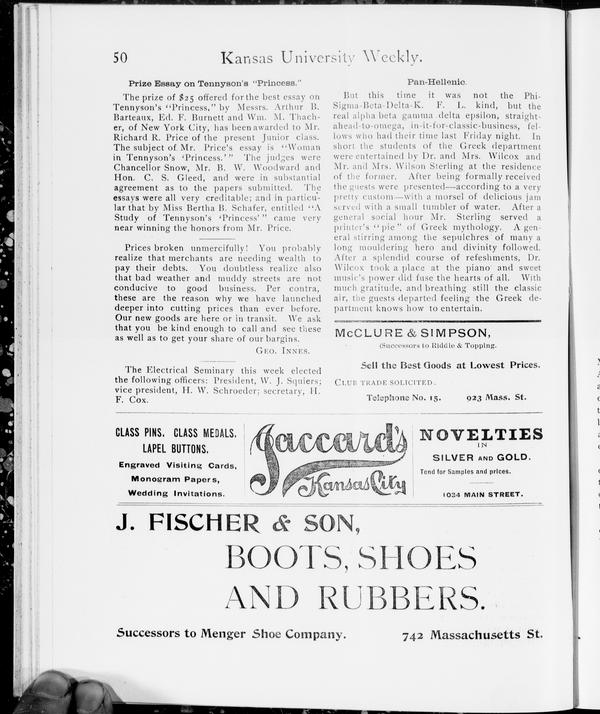 50
Kansas University Weekly.
Prize Essay on Tennyson's "Princess."
The prize of $25 offered for the best essay on
Tennyson's "Princess," by Messrs. Arthur B.
Barteaux, Ed. F. Burnett and Wm. M. Thach-
er, of New York City, has been awarded to Mr.
Richard R. Price of the present Junior class.
The subject of Mr. Price's essay is "Woman
in Tennyson's 'Princess.'" The judges were
Chancellor Snow, Mr. B. W. Woodward and
Hon. C. S. Gleed, and were in substantial
agreement as to the papers submitted. The
essays were all very creditable; and in particu-
lar that by Miss Bertha B. Schafer, entitled "A
Study of Tennyson's 'Princess'" came very
near winning the honors from Mr. Price.
Prices broken unmercifully! You probably
realize that merchants are needing wealth to
pay their debts. You doubtless realize also
that bad weather and muddy streets are not
conducive to good business. Per contra,
these are the reason why we have launched
deeper into cutting prices than ever before.
Our new goods are here or in transit. We ask
that you be kind enough to call and see these
as well as to get your share of our bargins.
GEO. INNES.
The Electrical Seminary this week elected
the following officers: President, W. J. Squiers;
vice president, H. W. Schroeder; secretary, H.
F. Cox.
Pan-Hellenic.
But this time it was not the Phi-
Sigma-Beta-Delta-K. F. L. kind, but the
real alpha beta gamma delta epsilon, straight-
ahead-to-omega, in-it-for-classic-business, fel-
lows who had their time last Friday night. In
short the students of the Greek department
were entertained by Dr. and Mrs. Wilcox and
Mr. and Mrs. Wilson Sterling at the residence
of the former. After being formally received
the guests were presented—according to a very
pretty custom—with a morsel of delicious jam
served with a small tumbler of water. After a
general social hour Mr. Sterling served a
printer's "pie" of Greek mythology. A gen-
eral stirring among the sepulchres of many a
long mouldering hero and divinity followed.
After a splendid course of refeshments, Dr.
Wilcox took a place at the piano and sweet
music's power did fuse the hearts of all. With
much gratitude, and breathing still the classic
air, the guests departed feeling the Greek de-
partment knows how to entertain.
McCLURE & SIMPSON,
(Successors to Riddle & Topping.
Sell the Best Goods at Lowest Prices.
CLUB TRADE SOLICITED.
Telephone No. 15. 923 Mass. St.
CLASS PINS. CLASS MEDALS.
LAPEL BUTTONS.
Engraved Visiting Cards,
Monogram Papers,
Wedding Invitations.
Jaccard's
Kansas City
NOVELTIES
IN
SILVER AND GOLD.
Tend for Samples and prices.
1034 MAIN STREET.
J. FISCHER & SON,
BOOTS, SHOES
AND RUBBERS.
Successors to Menger Shoe Company. 742 Massachusetts St.